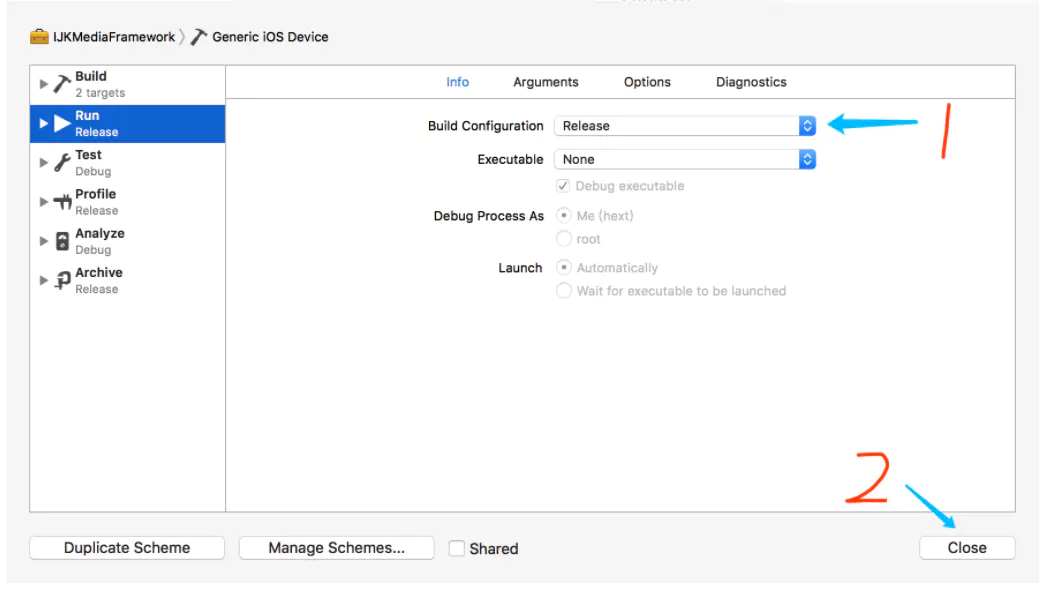 IJKMediaFramework 〉 Generic iOS Device
Build
2 targets
Run
Release
Test
Debug
Profile
Release
Analyze
Debug
Archive
Release
Info Arguments Options Diagnostics
Build Configuration Release
1
Executable None
Debug executable
Debug Process As Me (hext)
root
Launch Automatically
Wait for executable to be launched
2
Duplicate Scheme Manage Schemes... Shared Close